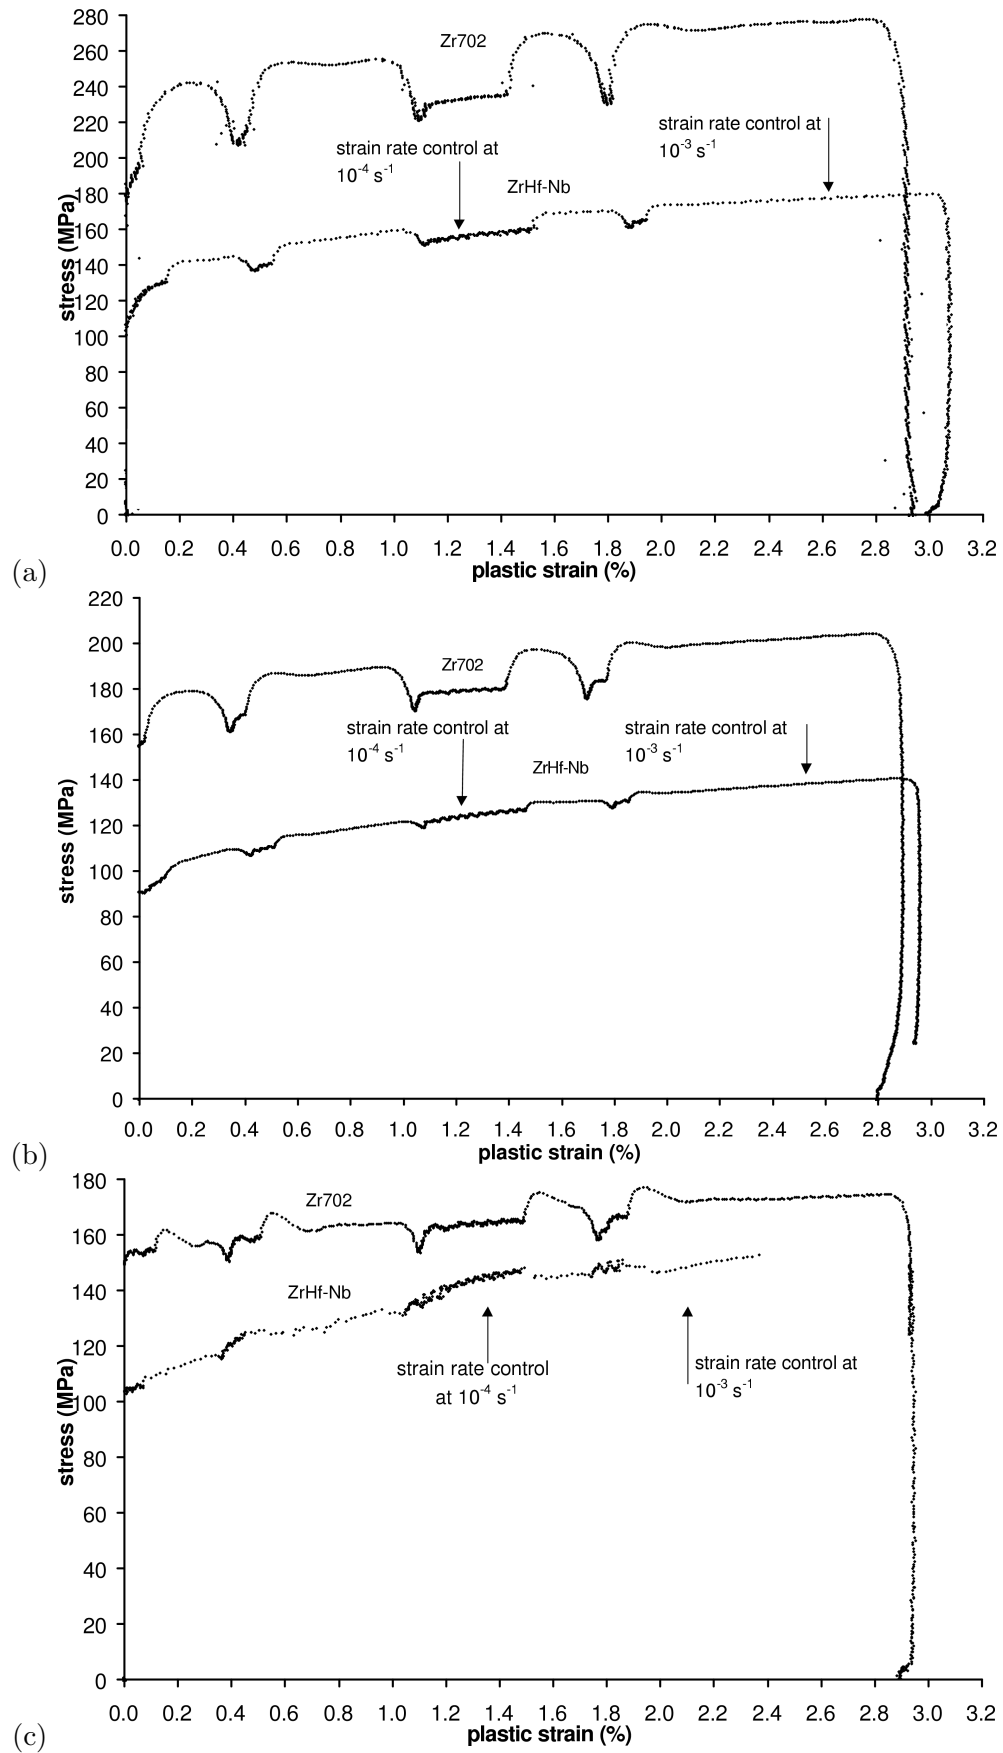 280
260
240
220
200
180
160
140
120
100
80
60
40
20
0
stress (MPa)
Zr702
strain rate control at
10⁻⁴ s⁻¹
strain rate control at
10⁻³ s⁻¹
ZrHf-Nb
0.0 0.2 0.4 0.6 0.8 1.0 1.2 1.4 1.6 1.8 2.0 2.2 2.4 2.6 2.8 3.0 3.2
plastic strain (%)
(a)
220
200
180
160
140
120
100
80
60
40
20
0
stress (MPa)
Zr702
strain rate control at
10⁻⁴ s⁻¹
strain rate control at
10⁻³ s⁻¹
ZrHf-Nb
0.0 0.2 0.4 0.6 0.8 1.0 1.2 1.4 1.6 1.8 2.0 2.2 2.4 2.6 2.8 3.0 3.2
plastic strain (%)
(b)
180
160
140
120
100
80
60
40
20
0
stress (MPa)
Zr702
ZrHf-Nb
strain rate control
at 10⁻⁴ s⁻¹
strain rate control at
10⁻³ s⁻¹
0.0 0.2 0.4 0.6 0.8 1.0 1.2 1.4 1.6 1.8 2.0 2.2 2.4 2.6 2.8 3.0 3.2
plastic strain (%)
(c)